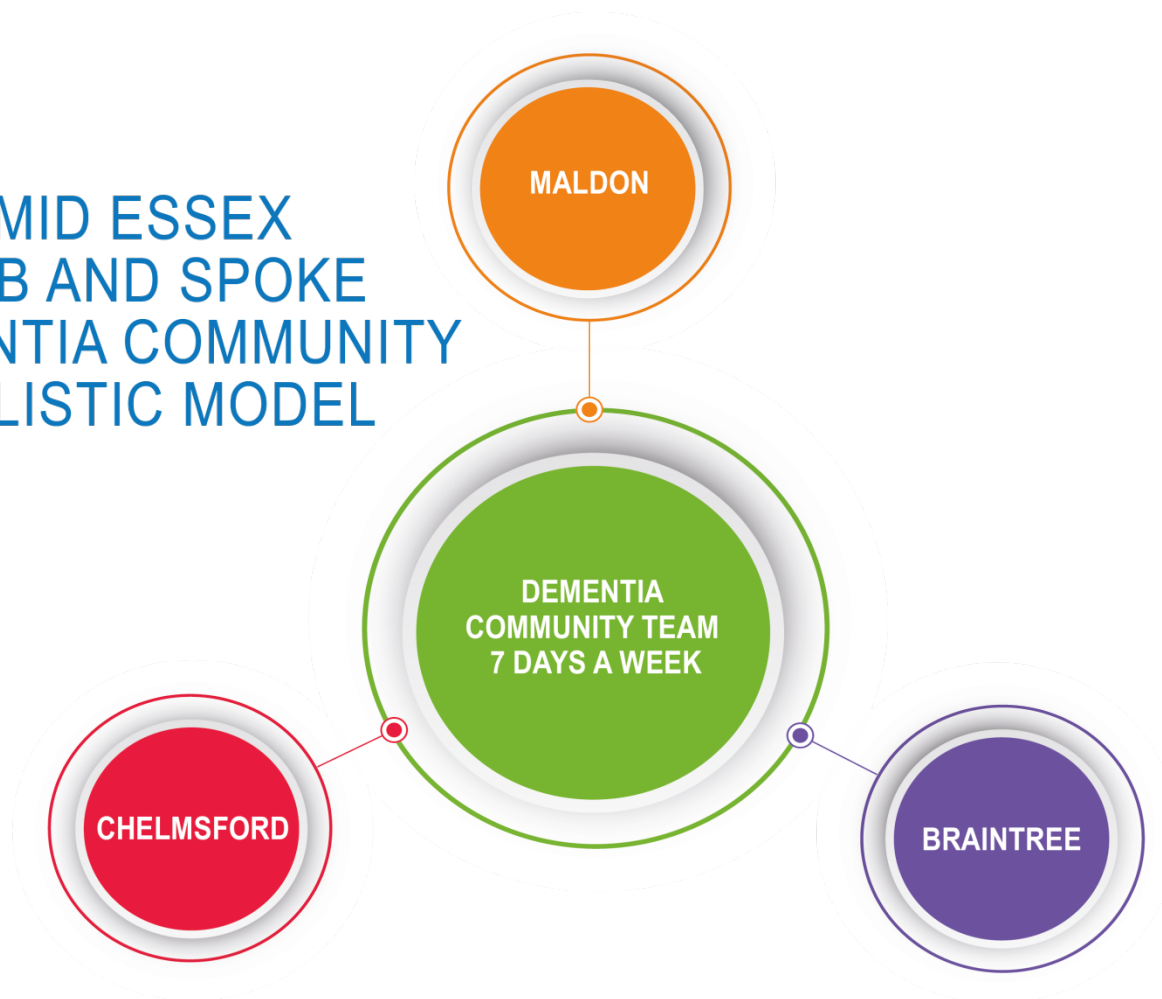 MID ESSEX
B AND SPOKE
NTIA COMMUNITY
LISTIC MODEL
MALDON
DEMENTIA
COMMUNITY TEAM
7 DAYS A WEEK
CHELMSFORD
BRAINTREE